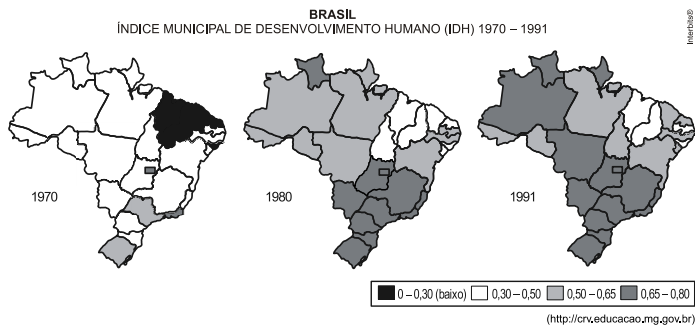 BRASIL
ÍNDICE MUNICIPAL DE DESENVOLVIMENTO HUMANO (IDH) 1970 – 1991
Interbits®
1970
1980
1991
0 – 0,30 (baixo) 0,30 – 0,50 0,50 – 0,65 0,65 – 0,80
(http://crv.educacao.mg.gov.br)